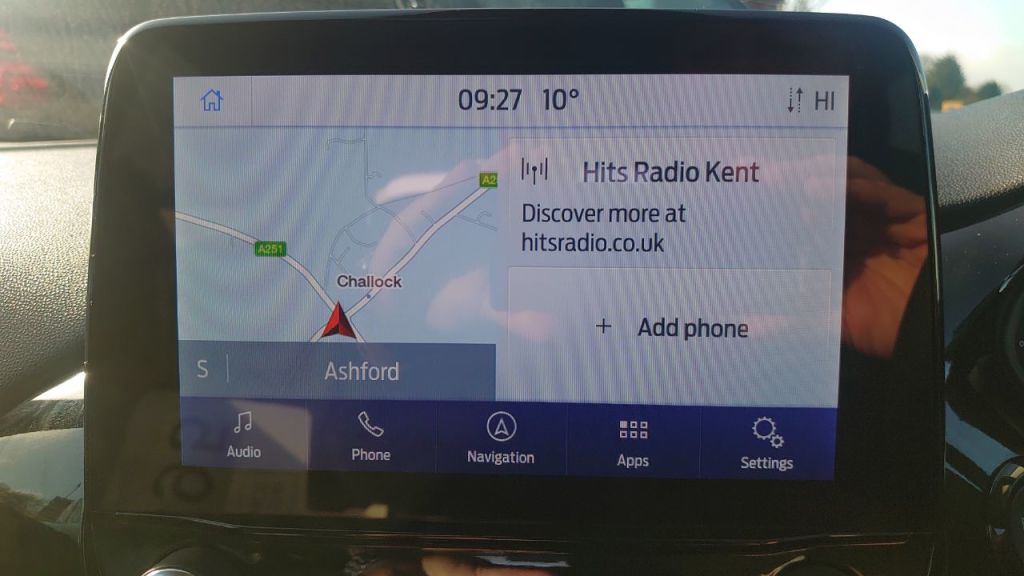 09:27 10° HI
A2
Hits Radio Kent
Discover more at
hitsradio.co.uk
A251
Challock
Add phone
S Ashford
Audio Phone Navigation Apps Settings